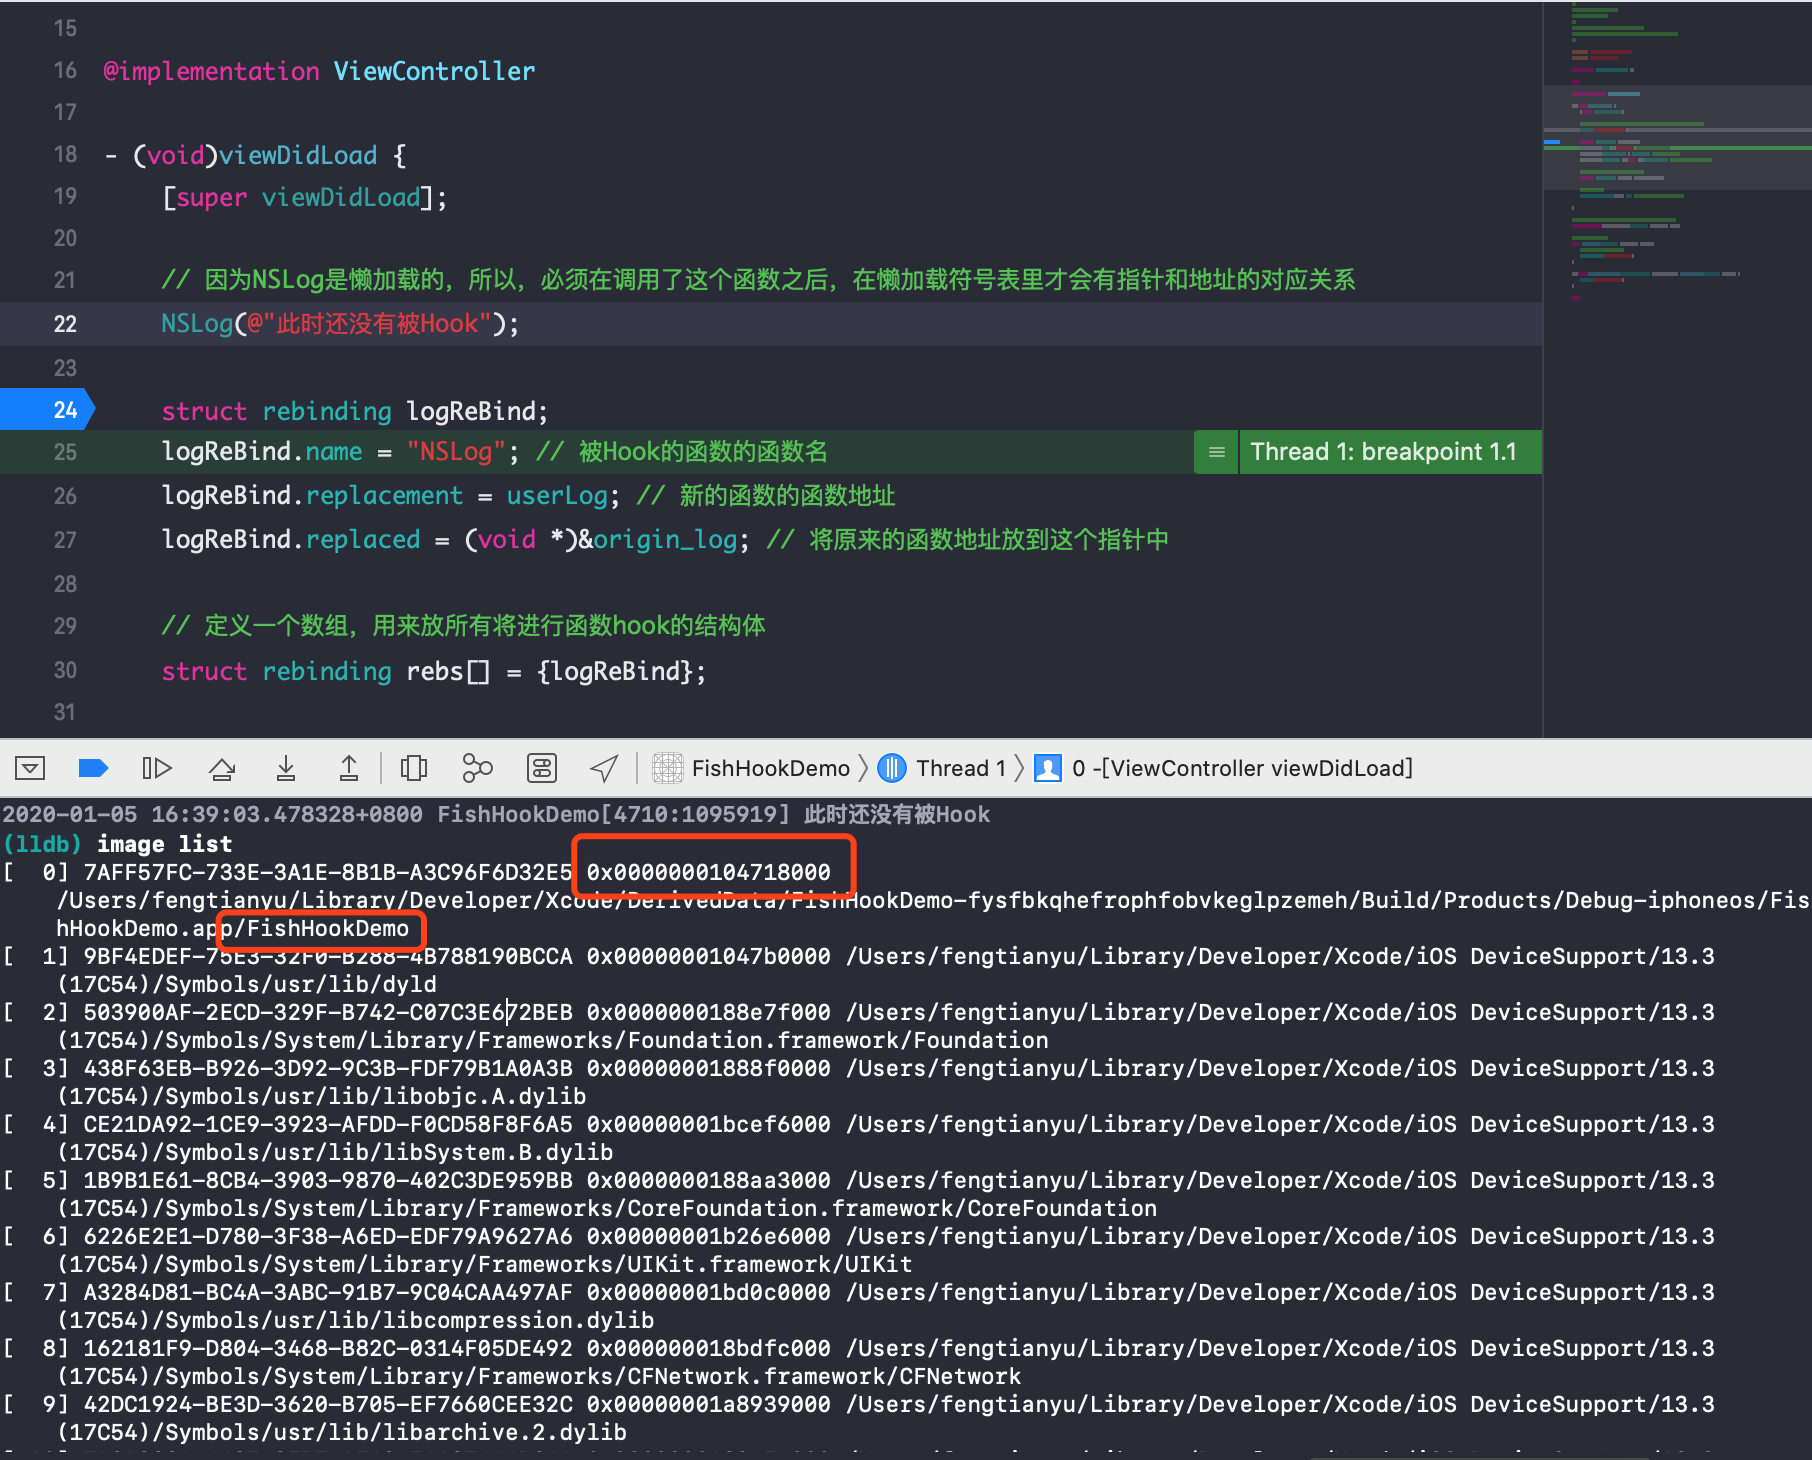 15
16 @implementation ViewController
17
18 - (void)viewDidLoad {
19 [super viewDidLoad];
20
21 // 因为NSLog是懒加载的，所以，必须在调用了这个函数之后，在懒加载符号表里才会有指针和地址的对应关系
22 NSLog(@"此时还没有被Hook");
23
24 struct rebinding logReBind;
25 logReBind.name = "NSLog"; // 被Hook的函数的函数名 Thread 1: breakpoint 1.1
26 logReBind.replacement = userLog; // 新的函数的函数地址
27 logReBind.replaced = (void *)&origin_log; // 将原来的函数地址放到这个指针中
28
29 // 定义一个数组，用来放所有将进行函数hook的结构体
30 struct rebinding rebs[] = {logReBind};
31
FishHookDemo Thread 1 0 -[ViewController viewDidLoad]
2020-01-05 16:39:03.478328+0800 FishHookDemo[4710:1095919] 此时还没有被Hook
(lldb) image list
[  0] 7AFF57FC-733E-3A1E-8B1B-A3C96F6D32E5 0x0000000104718000
/Users/fengtianyu/Library/Developer/Xcode/DerivedData/FishHookDemo-fysfbkqhefrophfobvkeglpzemeh/Build/Products/Debug-iphoneos/Fis
hHookDemo.app/FishHookDemo
[  1] 9BF4EDEF-75E3-32F0-B288-4B788190BCCA 0x00000001047b0000 /Users/fengtianyu/Library/Developer/Xcode/iOS DeviceSupport/13.3
(17C54)/Symbols/usr/lib/dyld
[  2] 503900AF-2ECD-329F-B742-C07C3E672BEB 0x0000000188e7f000 /Users/fengtianyu/Library/Developer/Xcode/iOS DeviceSupport/13.3
(17C54)/Symbols/System/Library/Frameworks/Foundation.framework/Foundation
[  3] 438F63EB-B926-3D92-9C3B-FDF79B1A0A3B 0x00000001888f0000 /Users/fengtianyu/Library/Developer/Xcode/iOS DeviceSupport/13.3
(17C54)/Symbols/usr/lib/libobjc.A.dylib
[  4] CE21DA92-1CE9-3923-AFDD-F0CD58F8F6A5 0x00000001bcef6000 /Users/fengtianyu/Library/Developer/Xcode/iOS DeviceSupport/13.3
(17C54)/Symbols/usr/lib/libSystem.B.dylib
[  5] 1B9B1E61-8CB4-3903-9870-402C3DE959BB 0x0000000188aa3000 /Users/fengtianyu/Library/Developer/Xcode/iOS DeviceSupport/13.3
(17C54)/Symbols/System/Library/Frameworks/CoreFoundation.framework/CoreFoundation
[  6] 6226E2E1-D780-3F38-A6ED-EDF79A9627A6 0x00000001b26e6000 /Users/fengtianyu/Library/Developer/Xcode/iOS DeviceSupport/13.3
(17C54)/Symbols/System/Library/Frameworks/UIKit.framework/UIKit
[  7] A3284D81-BC4A-3ABC-91B7-9C04CAA497AF 0x00000001bd0c0000 /Users/fengtianyu/Library/Developer/Xcode/iOS DeviceSupport/13.3
(17C54)/Symbols/usr/lib/libcompression.dylib
[  8] 162181F9-D804-3468-B82C-0314F05DE492 0x000000018bdfc000 /Users/fengtianyu/Library/Developer/Xcode/iOS DeviceSupport/13.3
(17C54)/Symbols/System/Library/Frameworks/CFNetwork.framework/CFNetwork
[  9] 42DC1924-BE3D-3620-B705-EF7660CEE32C 0x00000001a8939000 /Users/fengtianyu/Library/Developer/Xcode/iOS DeviceSupport/13.3
(17C54)/Symbols/usr/lib/libarchive.2.dylib